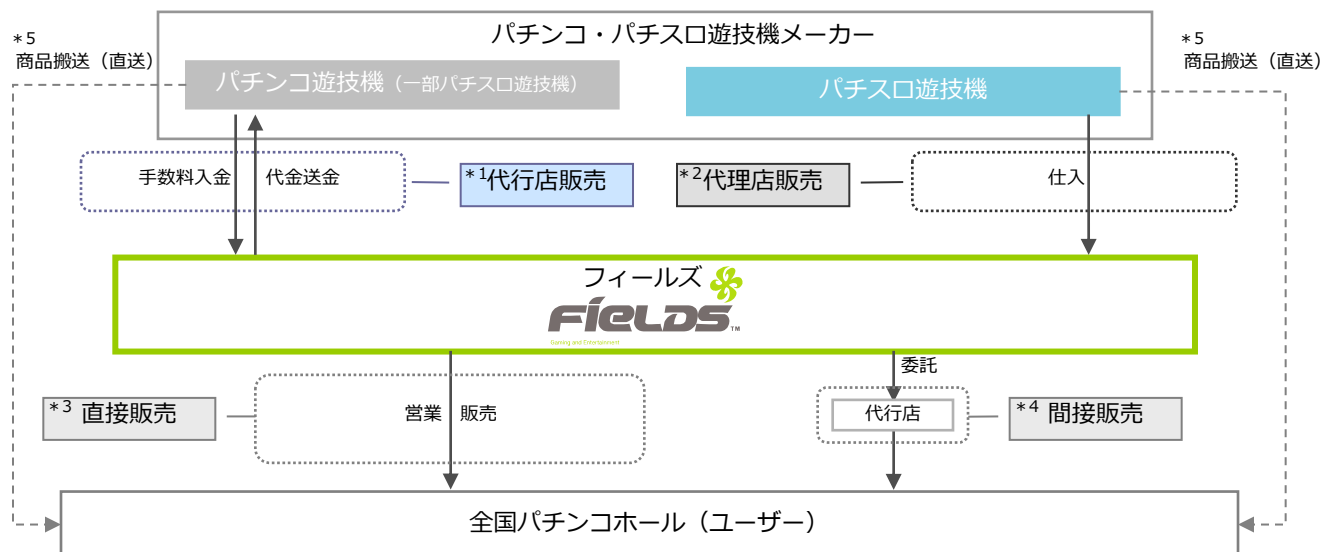 パチンコ・パチスロ遊技機メーカー
*5
商品搬送（直送）
*5
商品搬送（直送）
パチンコ遊技機（一部パチスロ遊技機）
パチスロ遊技機
手数料入金
代金送金
*1代行店販売
*2代理店販売
仕入
フィールズ
FIELDS™
Gaming and Entertainment
委託
*3 直接販売
営業
販売
代行店
*4 間接販売
全国パチンコホール（ユーザー）